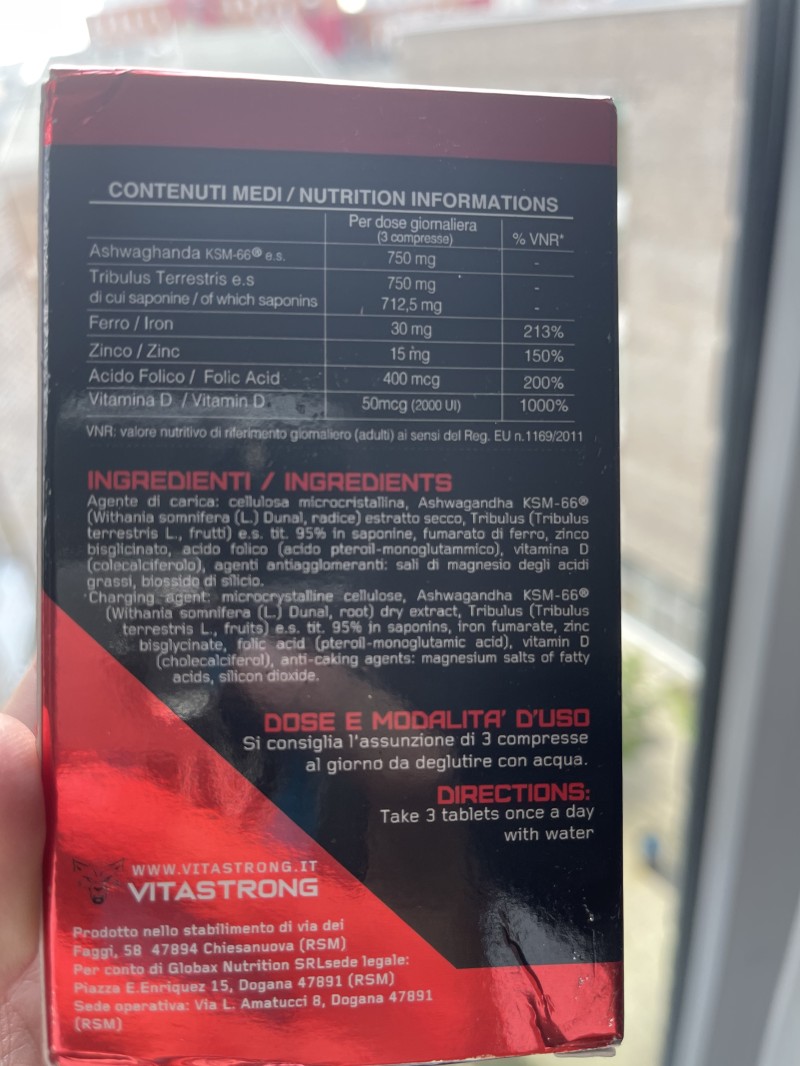 CONTENUTI MEDI / NUTRITION INFORMATIONS
Per dose giornaliera
(3 compresse)
% VNR*
Ashwaghanda KSM-66® e.s. 750 mg -
Tribulus Terrestris e.s 750 mg -
di cui saponine / of which saponins 712,5 mg -
Ferro / Iron 30 mg 213%
Zinco / Zinc 15 mg 150%
Acido Folico / Folic Acid 400 mcg 200%
Vitamina D / Vitamin D 50mcg (2000 UI) 1000%
VNR: valore nutritivo di riferimento giornaliero (adulti) ai sensi del Reg. EU n.1169/2011
INGREDIENTI / INGREDIENTS
Agente di carica: cellulosa microcristallina, Ashwagandha KSM-66®
(Withania somnifera (L.) Dunal, radice) estratto secco, Tribulus (Tribulus
terrestris L., frutti) e.s. tit. 95% in saponine, fumarato di ferro, zinco
bisglicinato, acido folico (acido pteroil-monoglutammico), vitamina D
(colecalciferolo), agenti antiagglomeranti: sali di magnesio degli acidi
grassi, biossido di silicio.
Charging agent: microcrystalline cellulose, Ashwagandha KSM-66®
(Withania somnifera (L.) Dunal, root) dry extract, Tribulus (Tribulus
terrestris L., fruits) e.s. tit. 95% in saponins, iron fumarate, zinc
bisglycinate, folic acid (pteroil-monoglutamic acid), vitamin D
(cholecalciferol), anti-caking agents: magnesium salts of fatty
acids, silicon dioxide.
DOSE E MODALITA' D'USO
Si consiglia l'assunzione di 3 compresse
al giorno da deglutire con acqua.
DIRECTIONS:
Take 3 tablets once a day
with water
WWW.VITASTRONG.IT
VITASTRONG
Prodotto nello stabilimento di via dei
Faggi, 58 47894 Chiesanuova (RSM)
Per conto di Globax Nutrition SRLsede legale:
Piazza E.Enriquez 15, Dogana 47891 (RSM)
Sede operativa: Via L. Amatucci 8, Dogana 47891
(RSM)